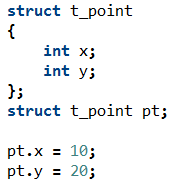 struct t_point
{
    int x;
    int y;
};
struct t_point pt;

pt.x = 10;
pt.y = 20;